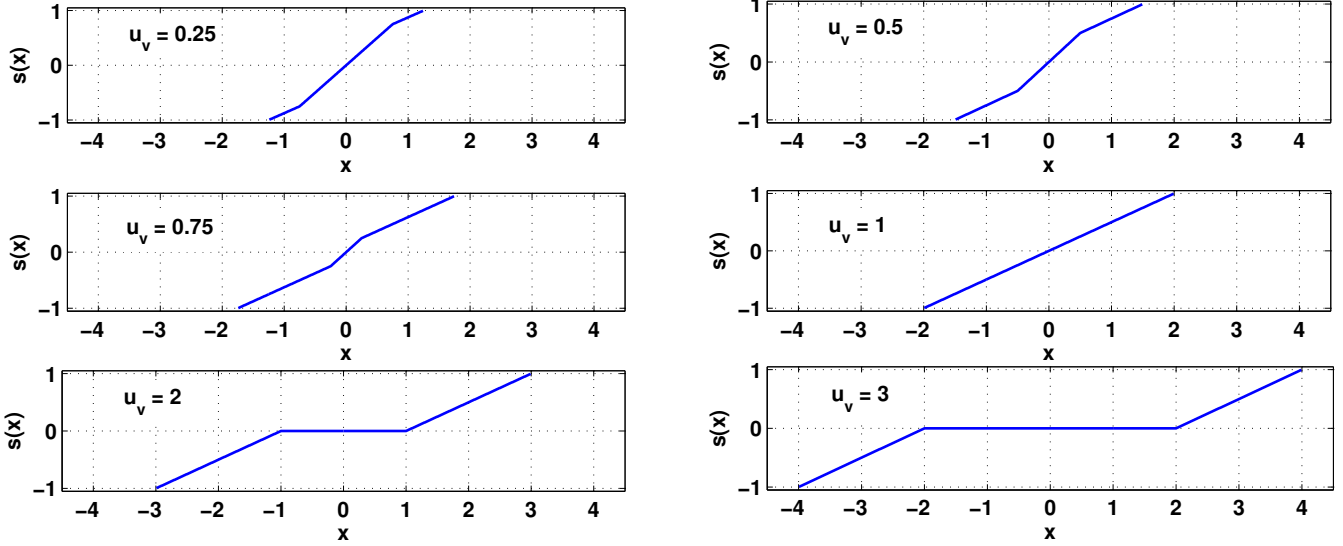 u_v = 0.25
s(x)
1
0
−1
−4 −3 −2 −1 0 1 2 3 4
x
u_v = 0.5
s(x)
1
0
−1
−4 −3 −2 −1 0 1 2 3 4
x
u_v = 0.75
s(x)
1
0
−1
−4 −3 −2 −1 0 1 2 3 4
x
u_v = 1
s(x)
1
0
−1
−4 −3 −2 −1 0 1 2 3 4
x
u_v = 2
s(x)
1
0
−1
−4 −3 −2 −1 0 1 2 3 4
x
u_v = 3
s(x)
1
0
−1
−4 −3 −2 −1 0 1 2 3 4
x